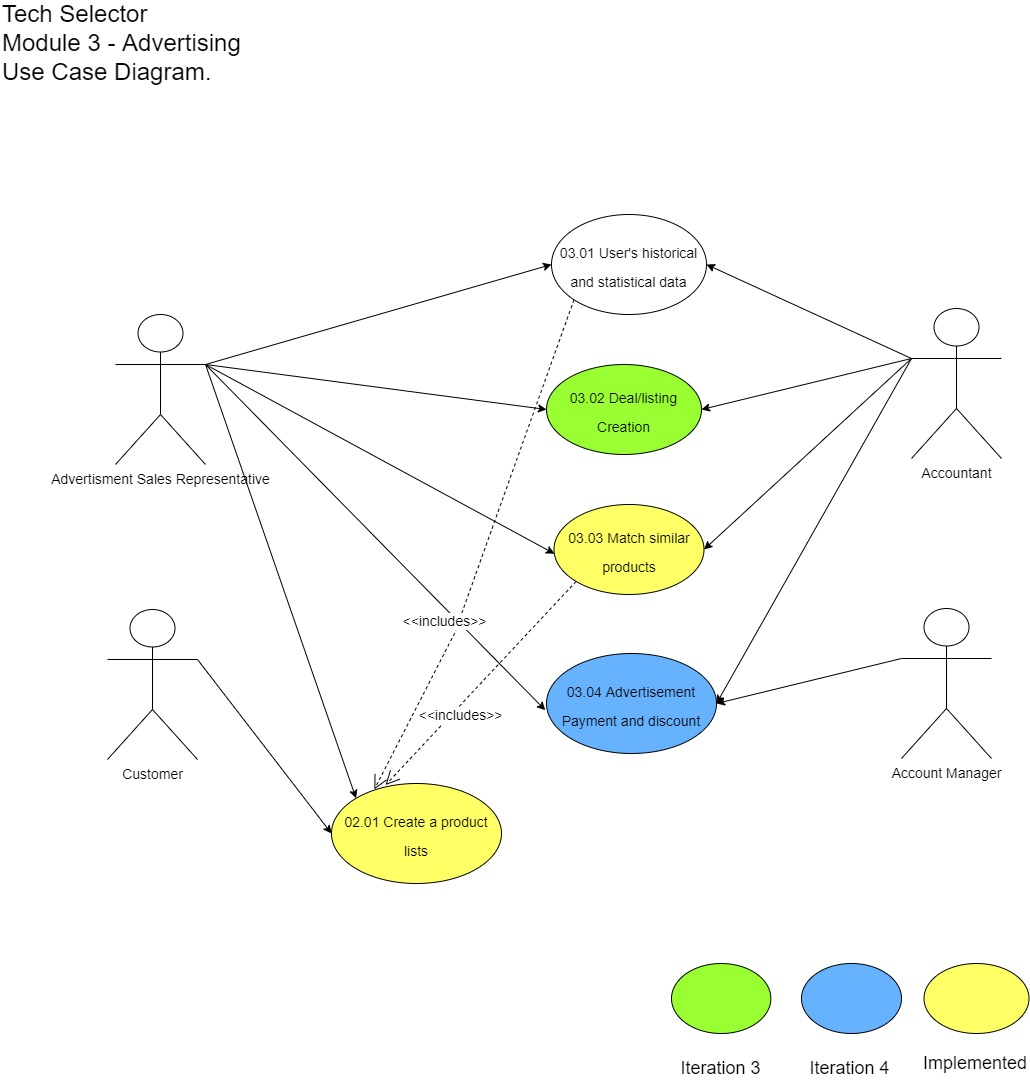 Tech Selector
Module 3 - Advertising
Use Case Diagram.
03.01 User's historical
and statistical data
03.02 Deal/listing
Creation
Advertisment Sales Representative
Accountant
03.03 Match similar
products
<<includes>>
03.04 Advertisement
Payment and discount
<<includes>>
Customer
Account Manager
02.01 Create a product
lists
Iteration 3
Iteration 4
Implemented